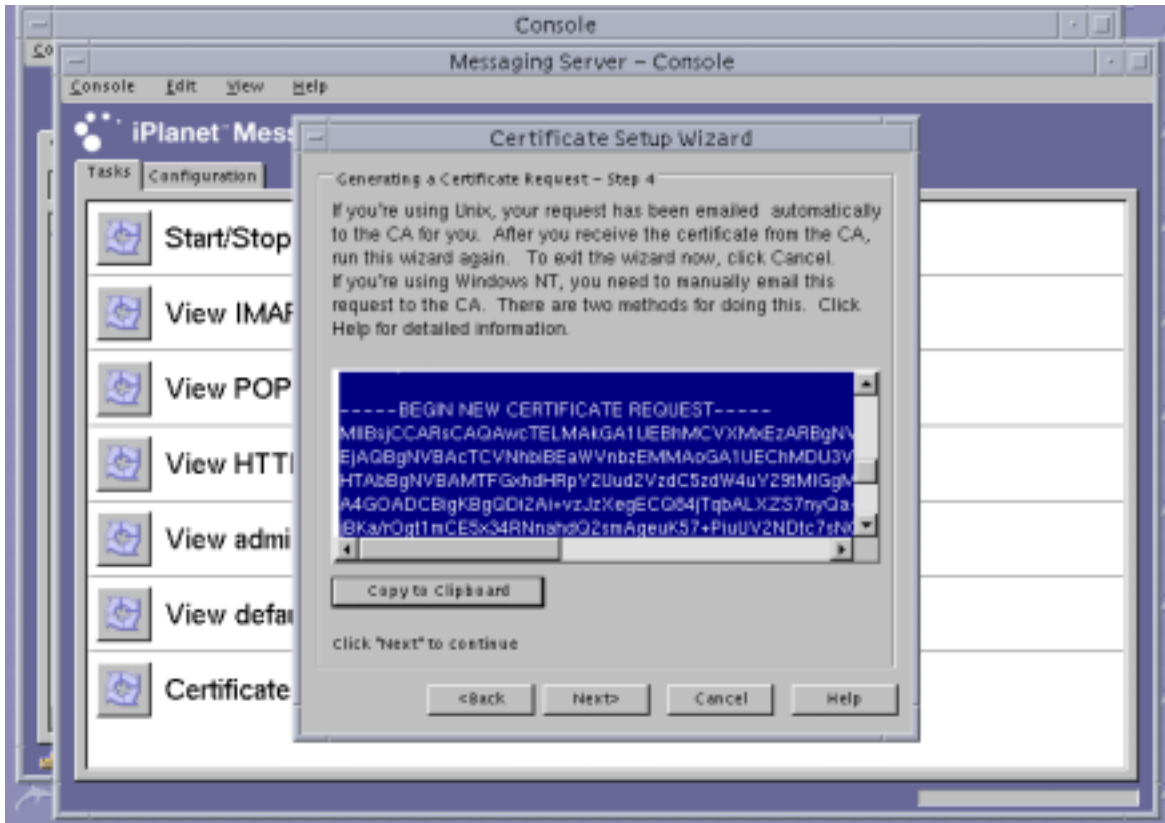 Console
Co
Messaging Server – Console
Console Edit View Help
iPlanet Mess
Certificate Setup Wizard
Tasks Configuration
Generating a Certificate Request – Step 4
If you're using Unix, your request has been emailed automatically
to the CA for you. After you receive the certificate from the CA,
run this wizard again. To exit the wizard now, click Cancel.
If you're using Windows NT, you need to manually email this
request to the CA. There are two methods for doing this. Click
Help for detailed information.
Start/Stop
View IMAP
View POP
View HTTP
View admi
View defau
Certificate
-----BEGIN NEW CERTIFICATE REQUEST-----
Copy to Clipboard
Click "Next" to continue
<Back Next> Cancel Help